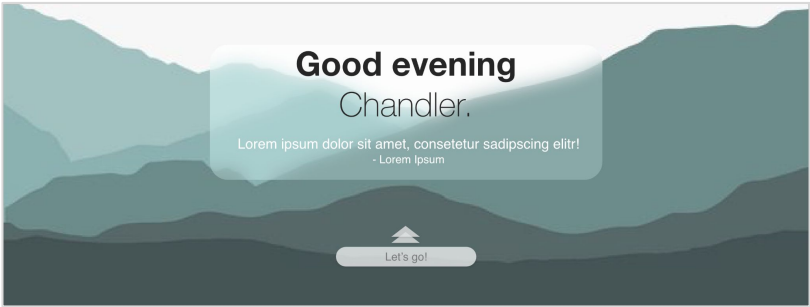 Good evening
Chandler.
Lorem ipsum dolor sit amet, consetetur sadipscing elitr!
- Lorem Ipsum
Let's go!